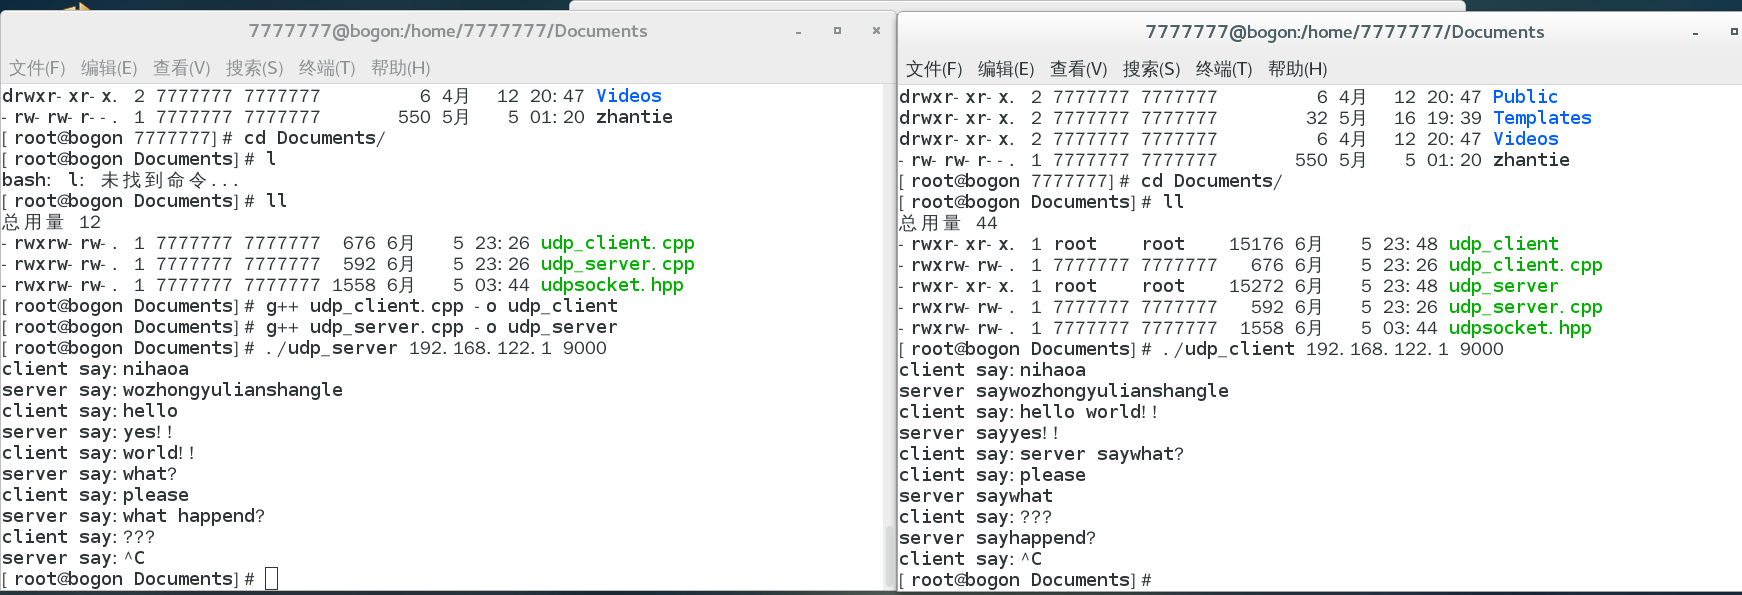 7777777@bogon:/home/7777777/Documents
文件(F) 编辑(E) 查看(V) 搜索(S) 终端(T) 帮助(H)
drwxr-xr-x. 2 7777777 7777777 6 4月 12 20:47 Videos
-rw-rw-r--. 1 7777777 7777777 550 5月 5 01:20 zhantie
[root@bogon 7777777]# cd Documents/
[root@bogon Documents]# l
bash: l: 未找到命令...
[root@bogon Documents]# ll
总用量 12
-rwxrw-rw-. 1 7777777 7777777 676 6月 5 23:26 udp_client.cpp
-rwxrw-rw-. 1 7777777 7777777 592 6月 5 23:26 udp_server.cpp
-rwxrw-rw-. 1 7777777 7777777 1558 6月 5 03:44 udpsocket.hpp
[root@bogon Documents]# g++ udp_client.cpp -o udp_client
[root@bogon Documents]# g++ udp_server.cpp -o udp_server
[root@bogon Documents]# ./udp_server 192.168.122.1 9000
client say:nihaoa
server say:wozhongyulianshangle
client say:hello
server say:yes!!
client say:world!!
server say:what?
client say:please
server say:what happend?
client say:???
server say:^C
[root@bogon Documents]#
7777777@bogon:/home/7777777/Documents
文件(F) 编辑(E) 查看(V) 搜索(S) 终端(T) 帮助(H)
drwxr-xr-x. 2 7777777 7777777 6 4月 12 20:47 Public
drwxr-xr-x. 2 7777777 7777777 32 5月 16 19:39 Templates
drwxr-xr-x. 2 7777777 7777777 6 4月 12 20:47 Videos
-rw-rw-r--. 1 7777777 7777777 550 5月 5 01:20 zhantie
[root@bogon 7777777]# cd Documents/
[root@bogon Documents]# ll
总用量 44
-rwxr-xr-x. 1 root root 15176 6月 5 23:48 udp_client
-rwxrw-rw-. 1 7777777 7777777 676 6月 5 23:26 udp_client.cpp
-rwxr-xr-x. 1 root root 15272 6月 5 23:48 udp_server
-rwxrw-rw-. 1 7777777 7777777 592 6月 5 23:26 udp_server.cpp
-rwxrw-rw-. 1 7777777 7777777 1558 6月 5 03:44 udpsocket.hpp
[root@bogon Documents]# ./udp_client 192.168.122.1 9000
client say:nihaoa
server saywozhongyulianshangle
client say:hello world!!
server sayyes!!
client say:server saywhat?
client say:please
server saywhat
client say:???
server sayhappend?
client say:^C
[root@bogon Documents]#